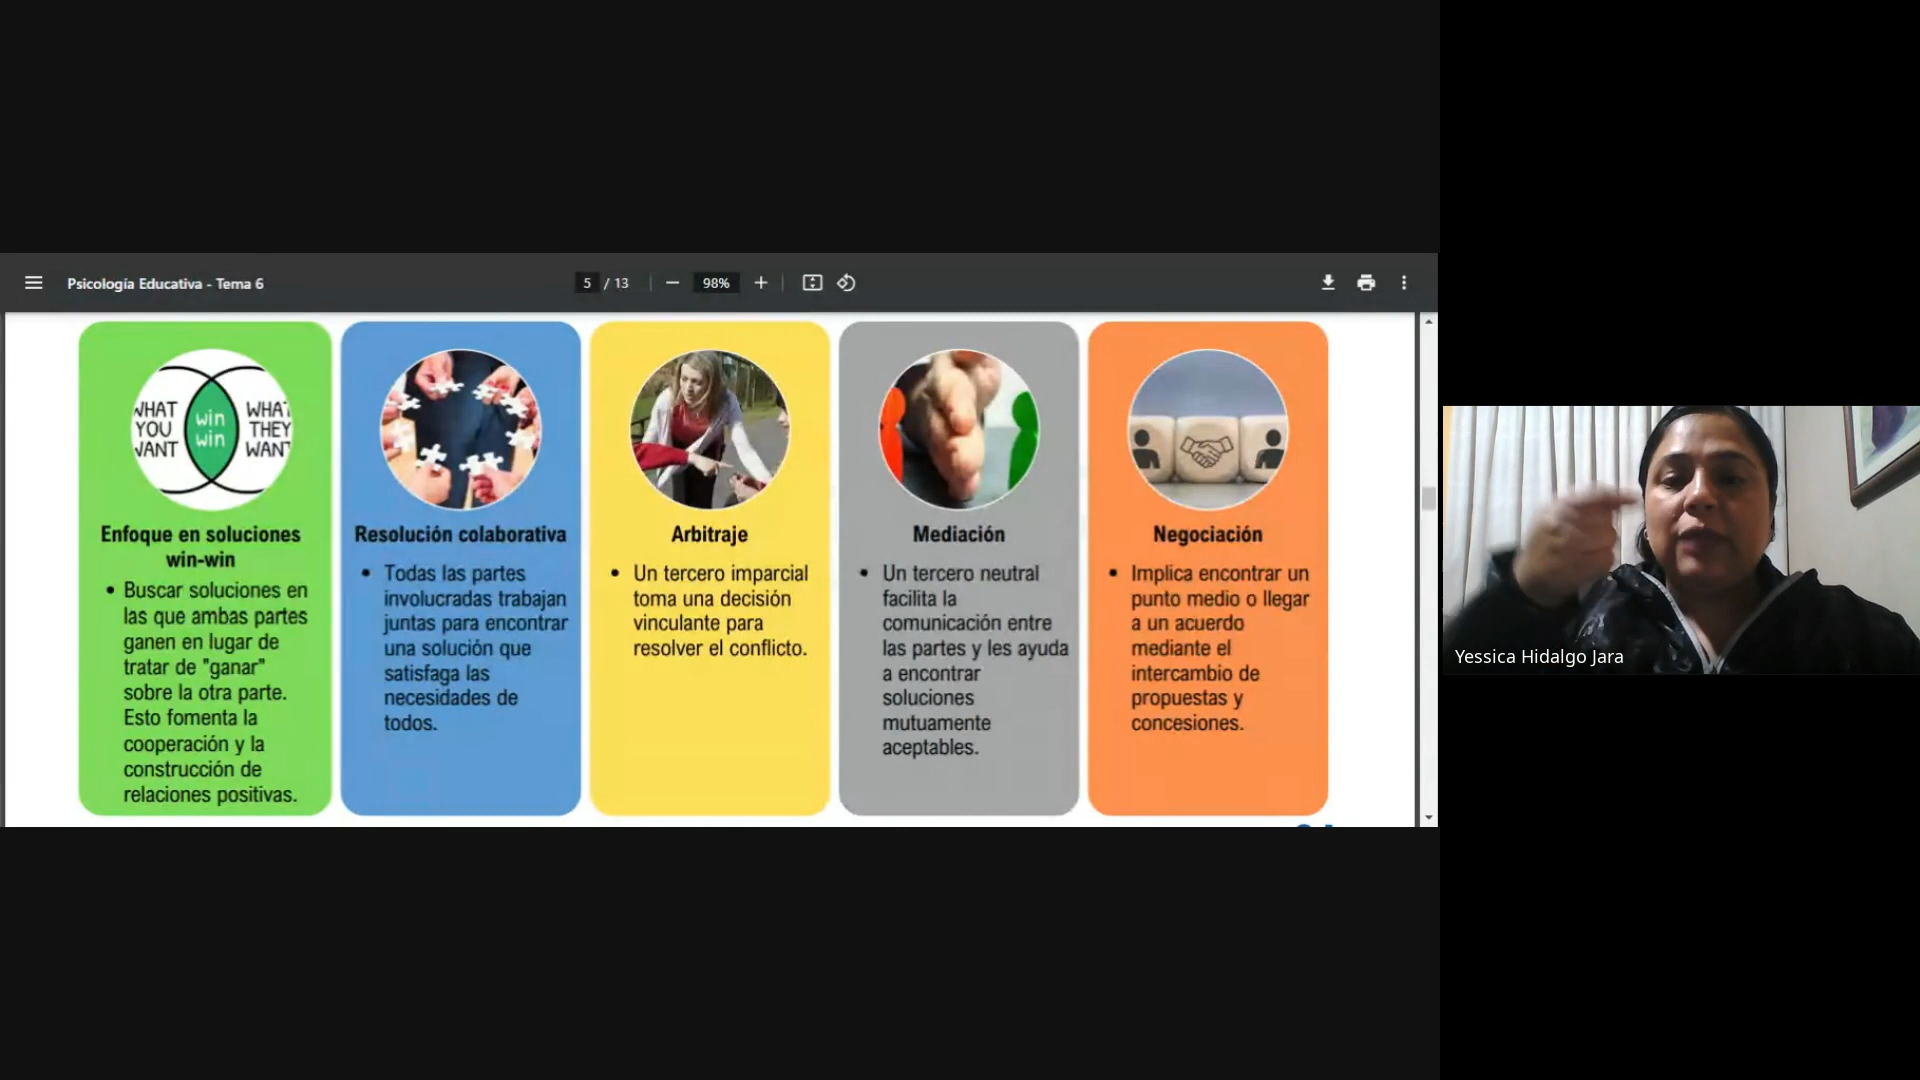 Psicología Educativa - Tema 6
5 / 13
98%
WHAT
YOU
WANT
win
win
WHAT
THEY
WANT
Enfoque en soluciones
win-win
• Buscar soluciones en
las que ambas partes
ganen en lugar de
tratar de "ganar"
sobre la otra parte.
Esto fomenta la
cooperación y la
construcción de
relaciones positivas.
Resolución colaborativa
• Todas las partes
involucradas trabajan
juntas para encontrar
una solución que
satisfaga las
necesidades de
todos.
Arbitraje
• Un tercero imparcial
toma una decisión
vinculante para
resolver el conflicto.
Mediación
• Un tercero neutral
facilita la
comunicación entre
las partes y les ayuda
a encontrar
soluciones
mutuamente
aceptables.
Negociación
• Implica encontrar un
punto medio o llegar
a un acuerdo
mediante el
intercambio de
propuestas y
concesiones.
Yessica Hidalgo Jara